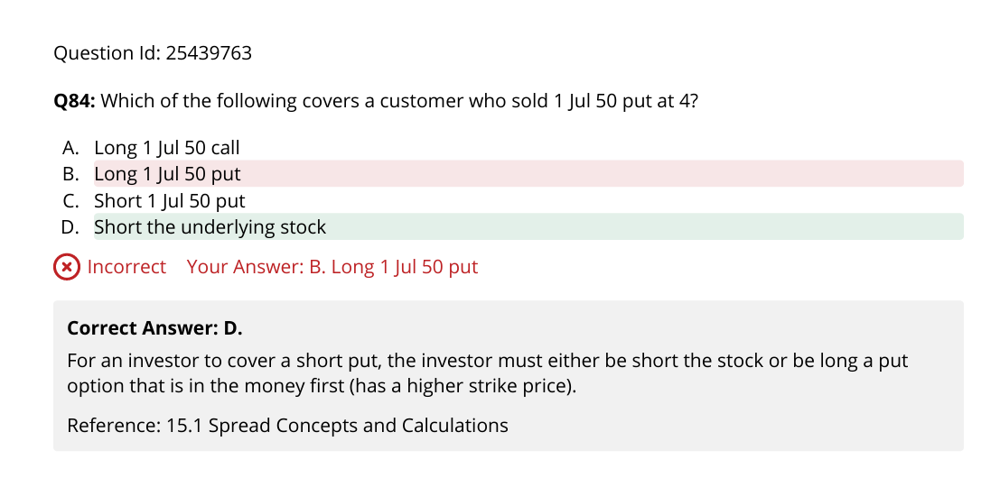 Question Id: 25439763
Q84: Which of the following covers a customer who sold 1 Jul 50 put at 4?
A. Long 1 Jul 50 call
B. Long 1 Jul 50 put
C. Short 1 Jul 50 put
D. Short the underlying stock
Incorrect Your Answer: B. Long 1 Jul 50 put
Correct Answer: D.
For an investor to cover a short put, the investor must either be short the stock or be long a put
option that is in the money first (has a higher strike price).
Reference: 15.1 Spread Concepts and Calculations